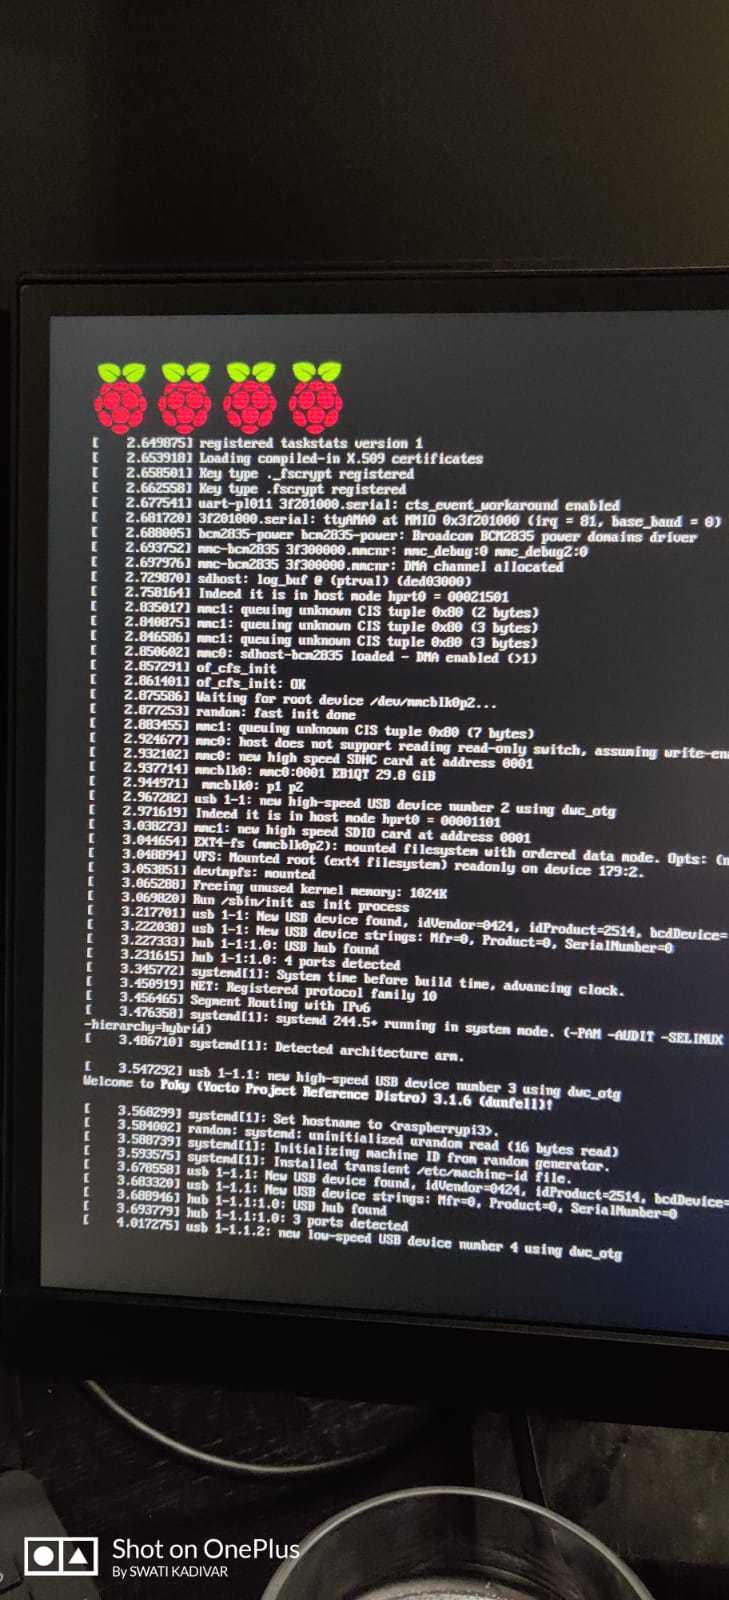 [    2.649875] registered taskstats version 1
[    2.653918] Loading compiled-in X.509 certificates
[    2.658501] Key type ._fscrypt registered
[    2.662558] Key type .fscrypt registered
[    2.677541] uart-pl011 3f201000.serial: cts_event_workaround enabled
[    2.681720] 3f201000.serial: ttyAMA0 at MMIO 0x3f201000 (irq = 81, base_baud = 0)
[    2.688005] bcm2835-power bcm2835-power: Broadcom BCM2835 power domains driver
[    2.693752] mmc-bcm2835 3f300000.mmcnr: mmc_debug:0 mmc_debug2:0
[    2.697976] mmc-bcm2835 3f300000.mmcnr: DMA channel allocated
[    2.729870] sdhost: log_buf @ (ptrval) (ded03000)
[    2.758164] Indeed it is in host mode hprt0 = 00021501
[    2.835017] mmc1: queuing unknown CIS tuple 0x80 (2 bytes)
[    2.840875] mmc1: queuing unknown CIS tuple 0x80 (3 bytes)
[    2.846586] mmc1: queuing unknown CIS tuple 0x80 (3 bytes)
[    2.850602] mmc0: sdhost-bcm2835 loaded - DMA enabled (>1)
[    2.857291] of_cfs_init
[    2.861401] of_cfs_init: OK
[    2.875586] Waiting for root device /dev/mmcblk0p2...
[    2.877253] random: fast init done
[    2.883455] mmc1: queuing unknown CIS tuple 0x80 (7 bytes)
[    2.924677] mmc0: host does not support reading read-only switch, assuming write-ena
[    2.932102] mmc0: new high speed SDHC card at address 0001
[    2.937714] mmcblk0: mmc0:0001 EB1QT 29.8 GiB
[    2.944971]  mmcblk0: p1 p2
[    2.967282] usb 1-1: new high-speed USB device number 2 using dwc_otg
[    2.971619] Indeed it is in host mode hprt0 = 00001101
[    3.038273] mmc1: new high speed SDIO card at address 0001
[    3.044654] EXT4-fs (mmcblk0p2): mounted filesystem with ordered data mode. Opts: (n
[    3.048894] VFS: Mounted root (ext4 filesystem) readonly on device 179:2.
[    3.053851] devtmpfs: mounted
[    3.065288] Freeing unused kernel memory: 1024K
[    3.069820] Run /sbin/init as init process
[    3.217701] usb 1-1: New USB device found, idVendor=0424, idProduct=2514, bcdDevice=
[    3.222038] usb 1-1: New USB device strings: Mfr=0, Product=0, SerialNumber=0
[    3.227333] hub 1-1:1.0: USB hub found
[    3.231615] hub 1-1:1.0: 4 ports detected
[    3.345772] systemd[1]: System time before build time, advancing clock.
[    3.450919] NET: Registered protocol family 10
[    3.456465] Segment Routing with IPv6
[    3.476358] systemd[1]: systemd 244.5+ running in system mode. (-PAM -AUDIT -SELINUX
-hierarchy=hybrid)
[    3.486710] systemd[1]: Detected architecture arm.
[    3.547292] usb 1-1.1: new high-speed USB device number 3 using dwc_otg
Welcome to Poky (Yocto Project Reference Distro) 3.1.6 (dunfell)!
[    3.568299] systemd[1]: Set hostname to <raspberrypi3>.
[    3.584002] random: systemd: uninitialized urandom read (16 bytes read)
[    3.588739] systemd[1]: Initializing machine ID from random generator.
[    3.593575] systemd[1]: Installed transient /etc/machine-id file.
[    3.678558] usb 1-1.1: New USB device found, idVendor=0424, idProduct=2514, bcdDevice=
[    3.683320] usb 1-1.1: New USB device strings: Mfr=0, Product=0, SerialNumber=0
[    3.688946] hub 1-1.1:1.0: USB hub found
[    3.693779] hub 1-1.1:1.0: 3 ports detected
[    4.017275] usb 1-1.1.2: new low-speed USB device number 4 using dwc_otg
Shot on OnePlus
By SWATI KADIVAR